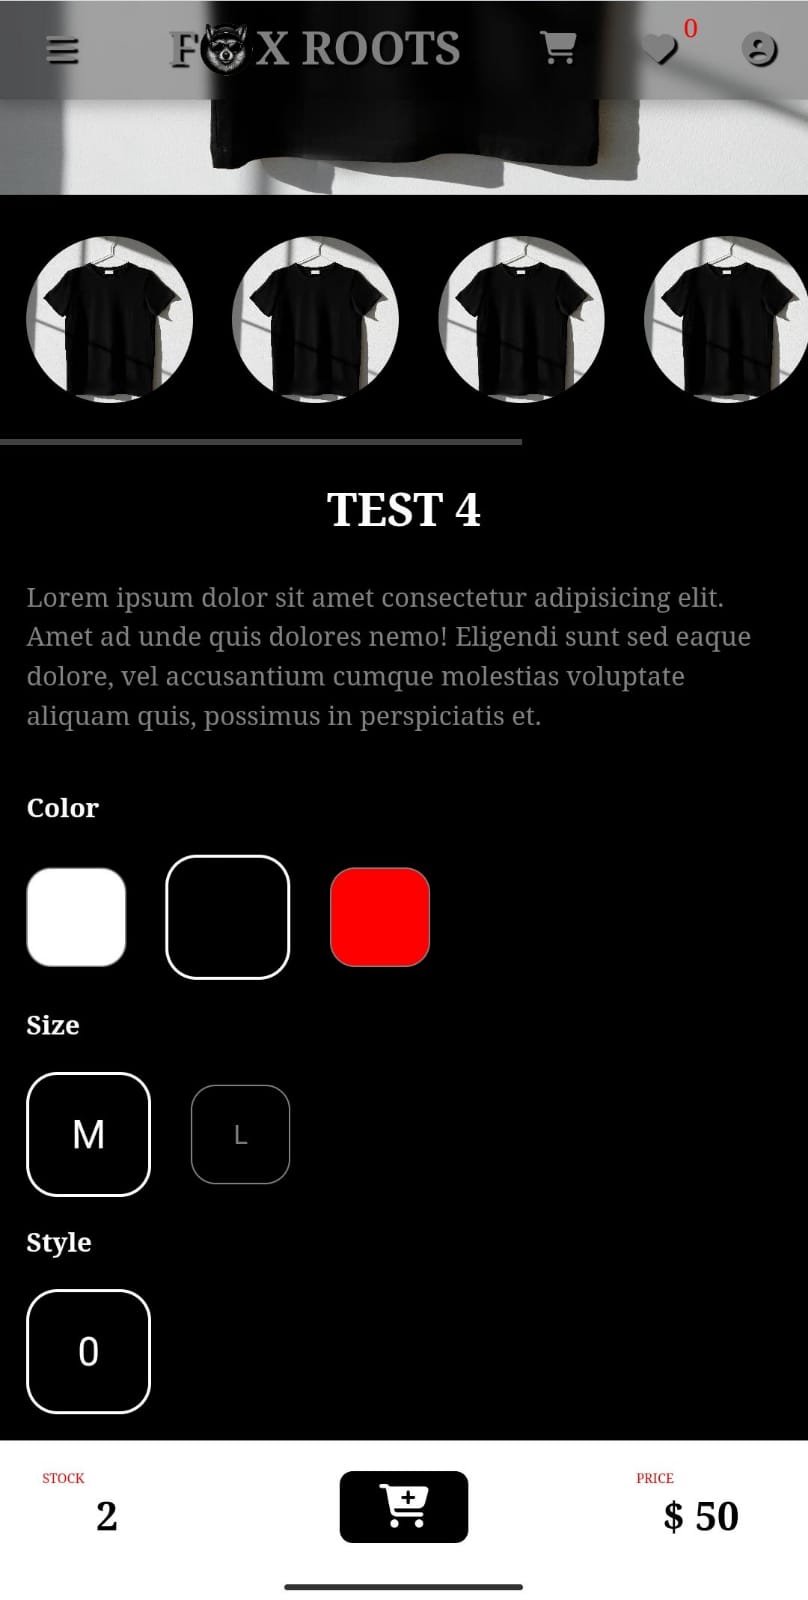 F X ROOTS
0
TEST 4
Lorem ipsum dolor sit amet consectetur adipisicing elit.
Amet ad unde quis dolores nemo! Eligendi sunt sed eaque
dolore, vel accusantium cumque molestias voluptate
aliquam quis, possimus in perspiciatis et.
Color
Size
M L
Style
0
STOCK
2
PRICE
$ 50